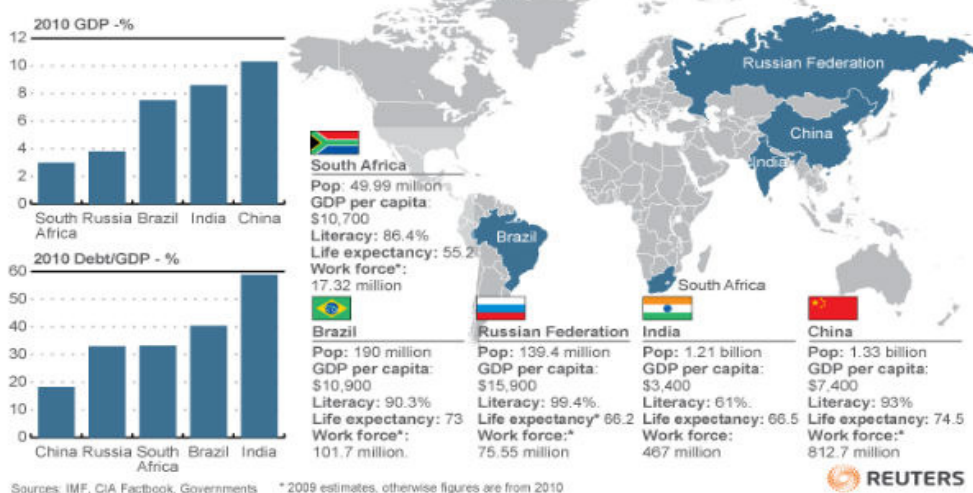 2010 GDP -%
12
10
8
6
4
2
0
South Africa
Russia
Brazil
India
China
2010 Debt/GDP - %
60
50
40
30
20
10
0
China
Russia
South Africa
Brazil
India
Russian Federation
China
India
Brazil
South Africa
South Africa
Pop: 49.99 million
GDP per capita:
$10,700
Literacy: 86.4%
Life expectancy: 55.2
Work force*:
17.32 million
Brazil
Pop: 190 million
GDP per capita:
$10,900
Literacy: 90.3%
Life expectancy: 73
Work force*:
101.7 million.
Russian Federation
Pop: 139.4 million
GDP per capita:
$15,900
Literacy: 99.4%.
Life expectancy* 66.2
Work force:*
75.55 million
India
Pop: 1.21 billion
GDP per capita:
$3,400
Literacy: 61%.
Life expectancy: 66.5
Work force*:
467 million
China
Pop: 1.33 billion
GDP per capita:
$7,400
Literacy: 93%
Life expectancy: 74.5
Work force:*
812.7 million
Sources: IMF, CIA Factbook, Governments
* 2009 estimates, otherwise figures are from 2010
REUTERS